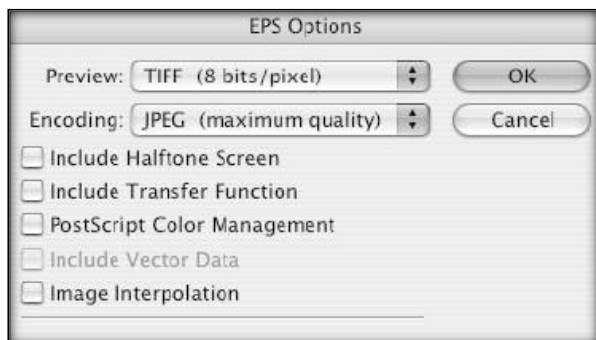 EPS Options
Preview: TIFF (8 bits/pixel) OK
Encoding: JPEG (maximum quality) Cancel
Include Halftone Screen
Include Transfer Function
PostScript Color Management
Include Vector Data
Image Interpolation